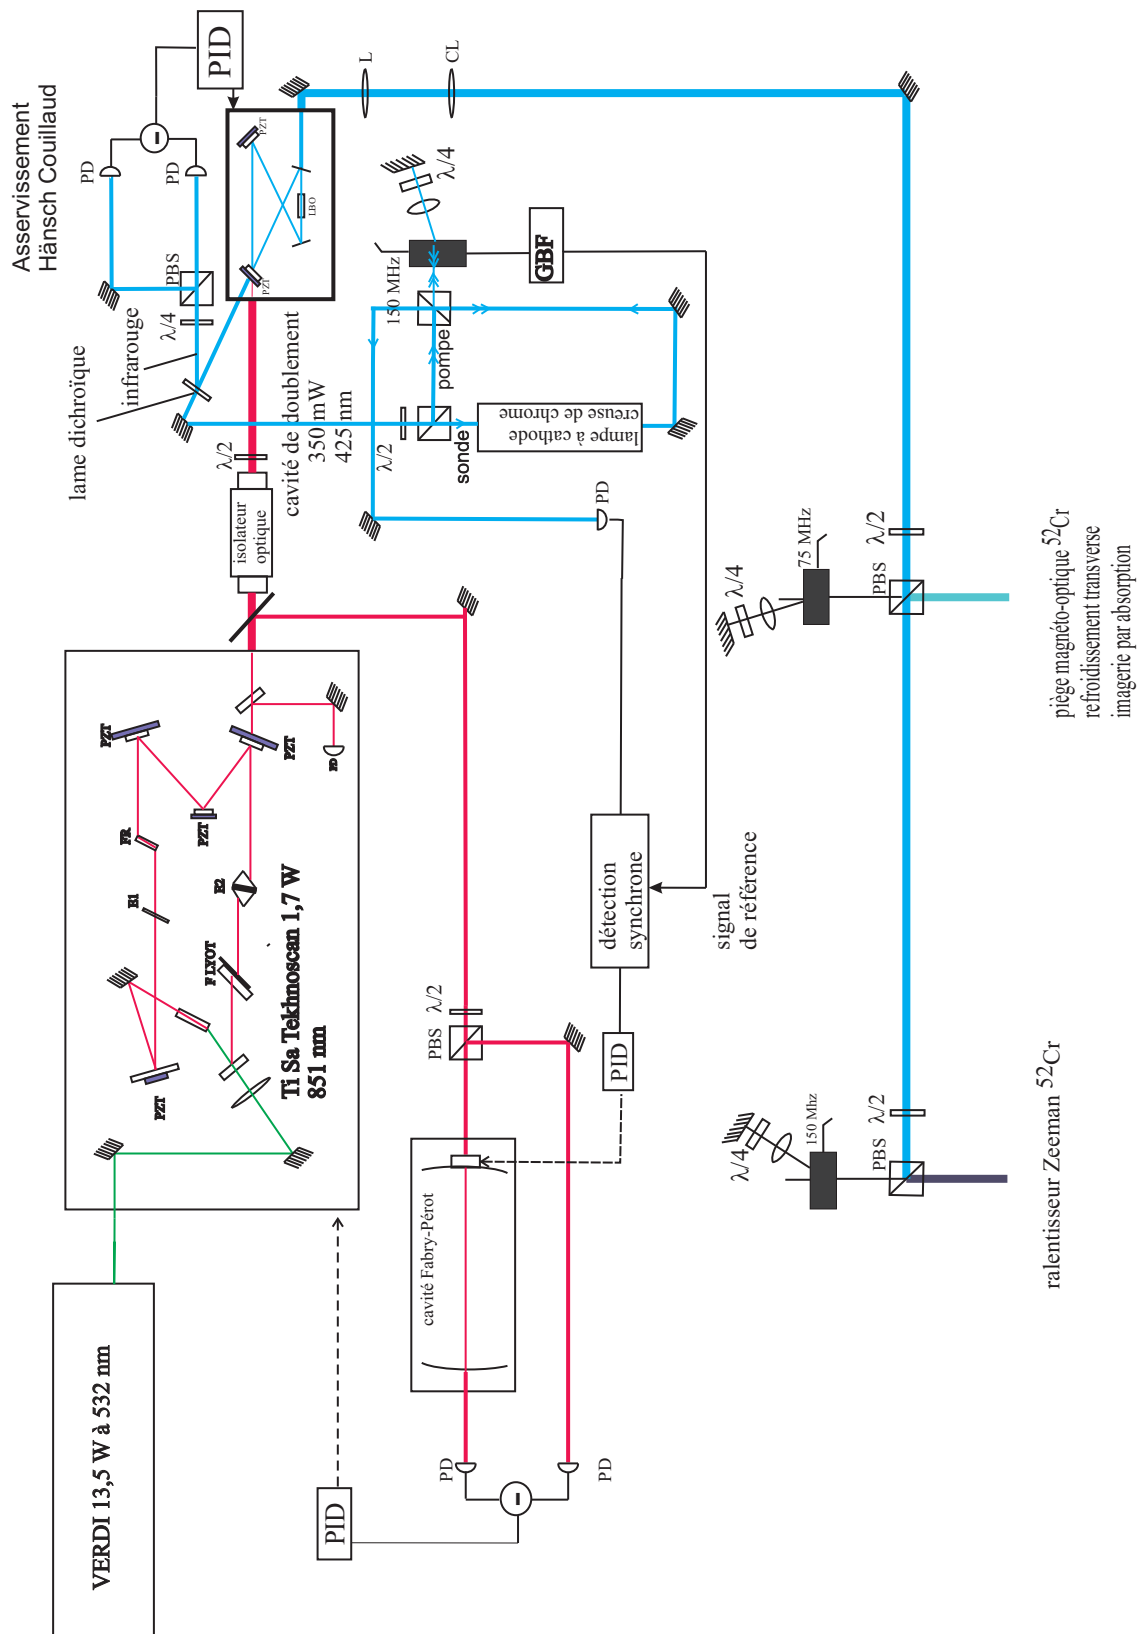 Asservissement
Hänsch Couillaud
PID
PD
PD
PBS
λ/4
infrarouge
lame dichroïque
PZT
LBO
PZT
L
CL
cavité de doublement
350 mW
425 nm
λ/2
isolateur
optique
λ/4
150 MHz
GBF
pompe
sonde
λ/2
lampe à cathode
creuse de chrome
PD
détection
synchrone
signal
de référence
PID
PZT
PZT
PZT
PD
FR
E1
E2
F LYOT
PZT
Ti Sa Tekhnoscan 1,7 W
851 nm
VERDI 13,5 W à 532 nm
λ/2
PBS
cavité Fabry-Pérot
PD
PD
PID
75 MHz
λ/4
λ/2
PBS
piège magnéto-optique 52Cr
refroidissement transverse
imagerie par absorption
150 Mhz
λ/4
λ/2
PBS
ralentisseur Zeeman 52Cr